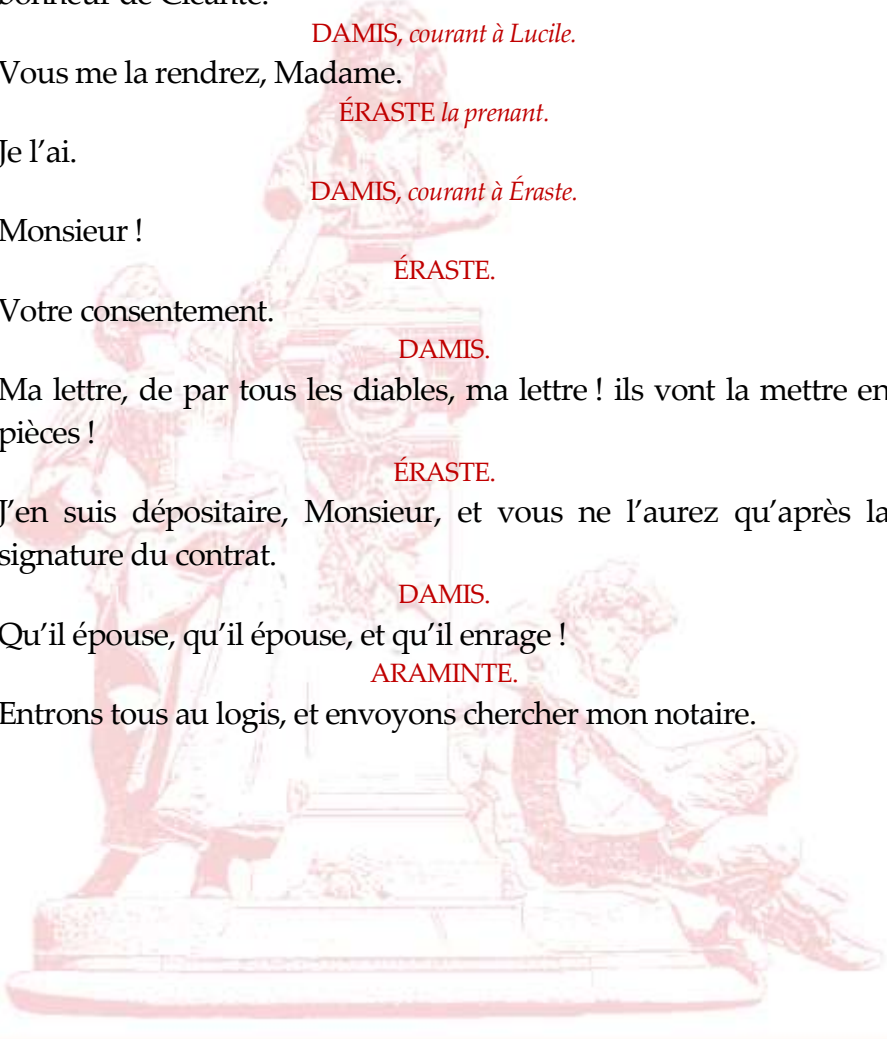 bonheur de Cléante.
DAMIS, courant à Lucile.
Vous me la rendrez, Madame.
ÉRASTE la prenant.
Je l’ai.
DAMIS, courant à Éraste.
Monsieur !
ÉRASTE.
Votre consentement.
DAMIS.
Ma lettre, de par tous les diables, ma lettre ! ils vont la mettre en
pièces !
ÉRASTE.
J’en suis dépositaire, Monsieur, et vous ne l’aurez qu’après la
signature du contrat.
DAMIS.
Qu’il épouse, qu’il épouse, et qu’il enrage !
ARAMINTE.
Entrons tous au logis, et envoyons chercher mon notaire.